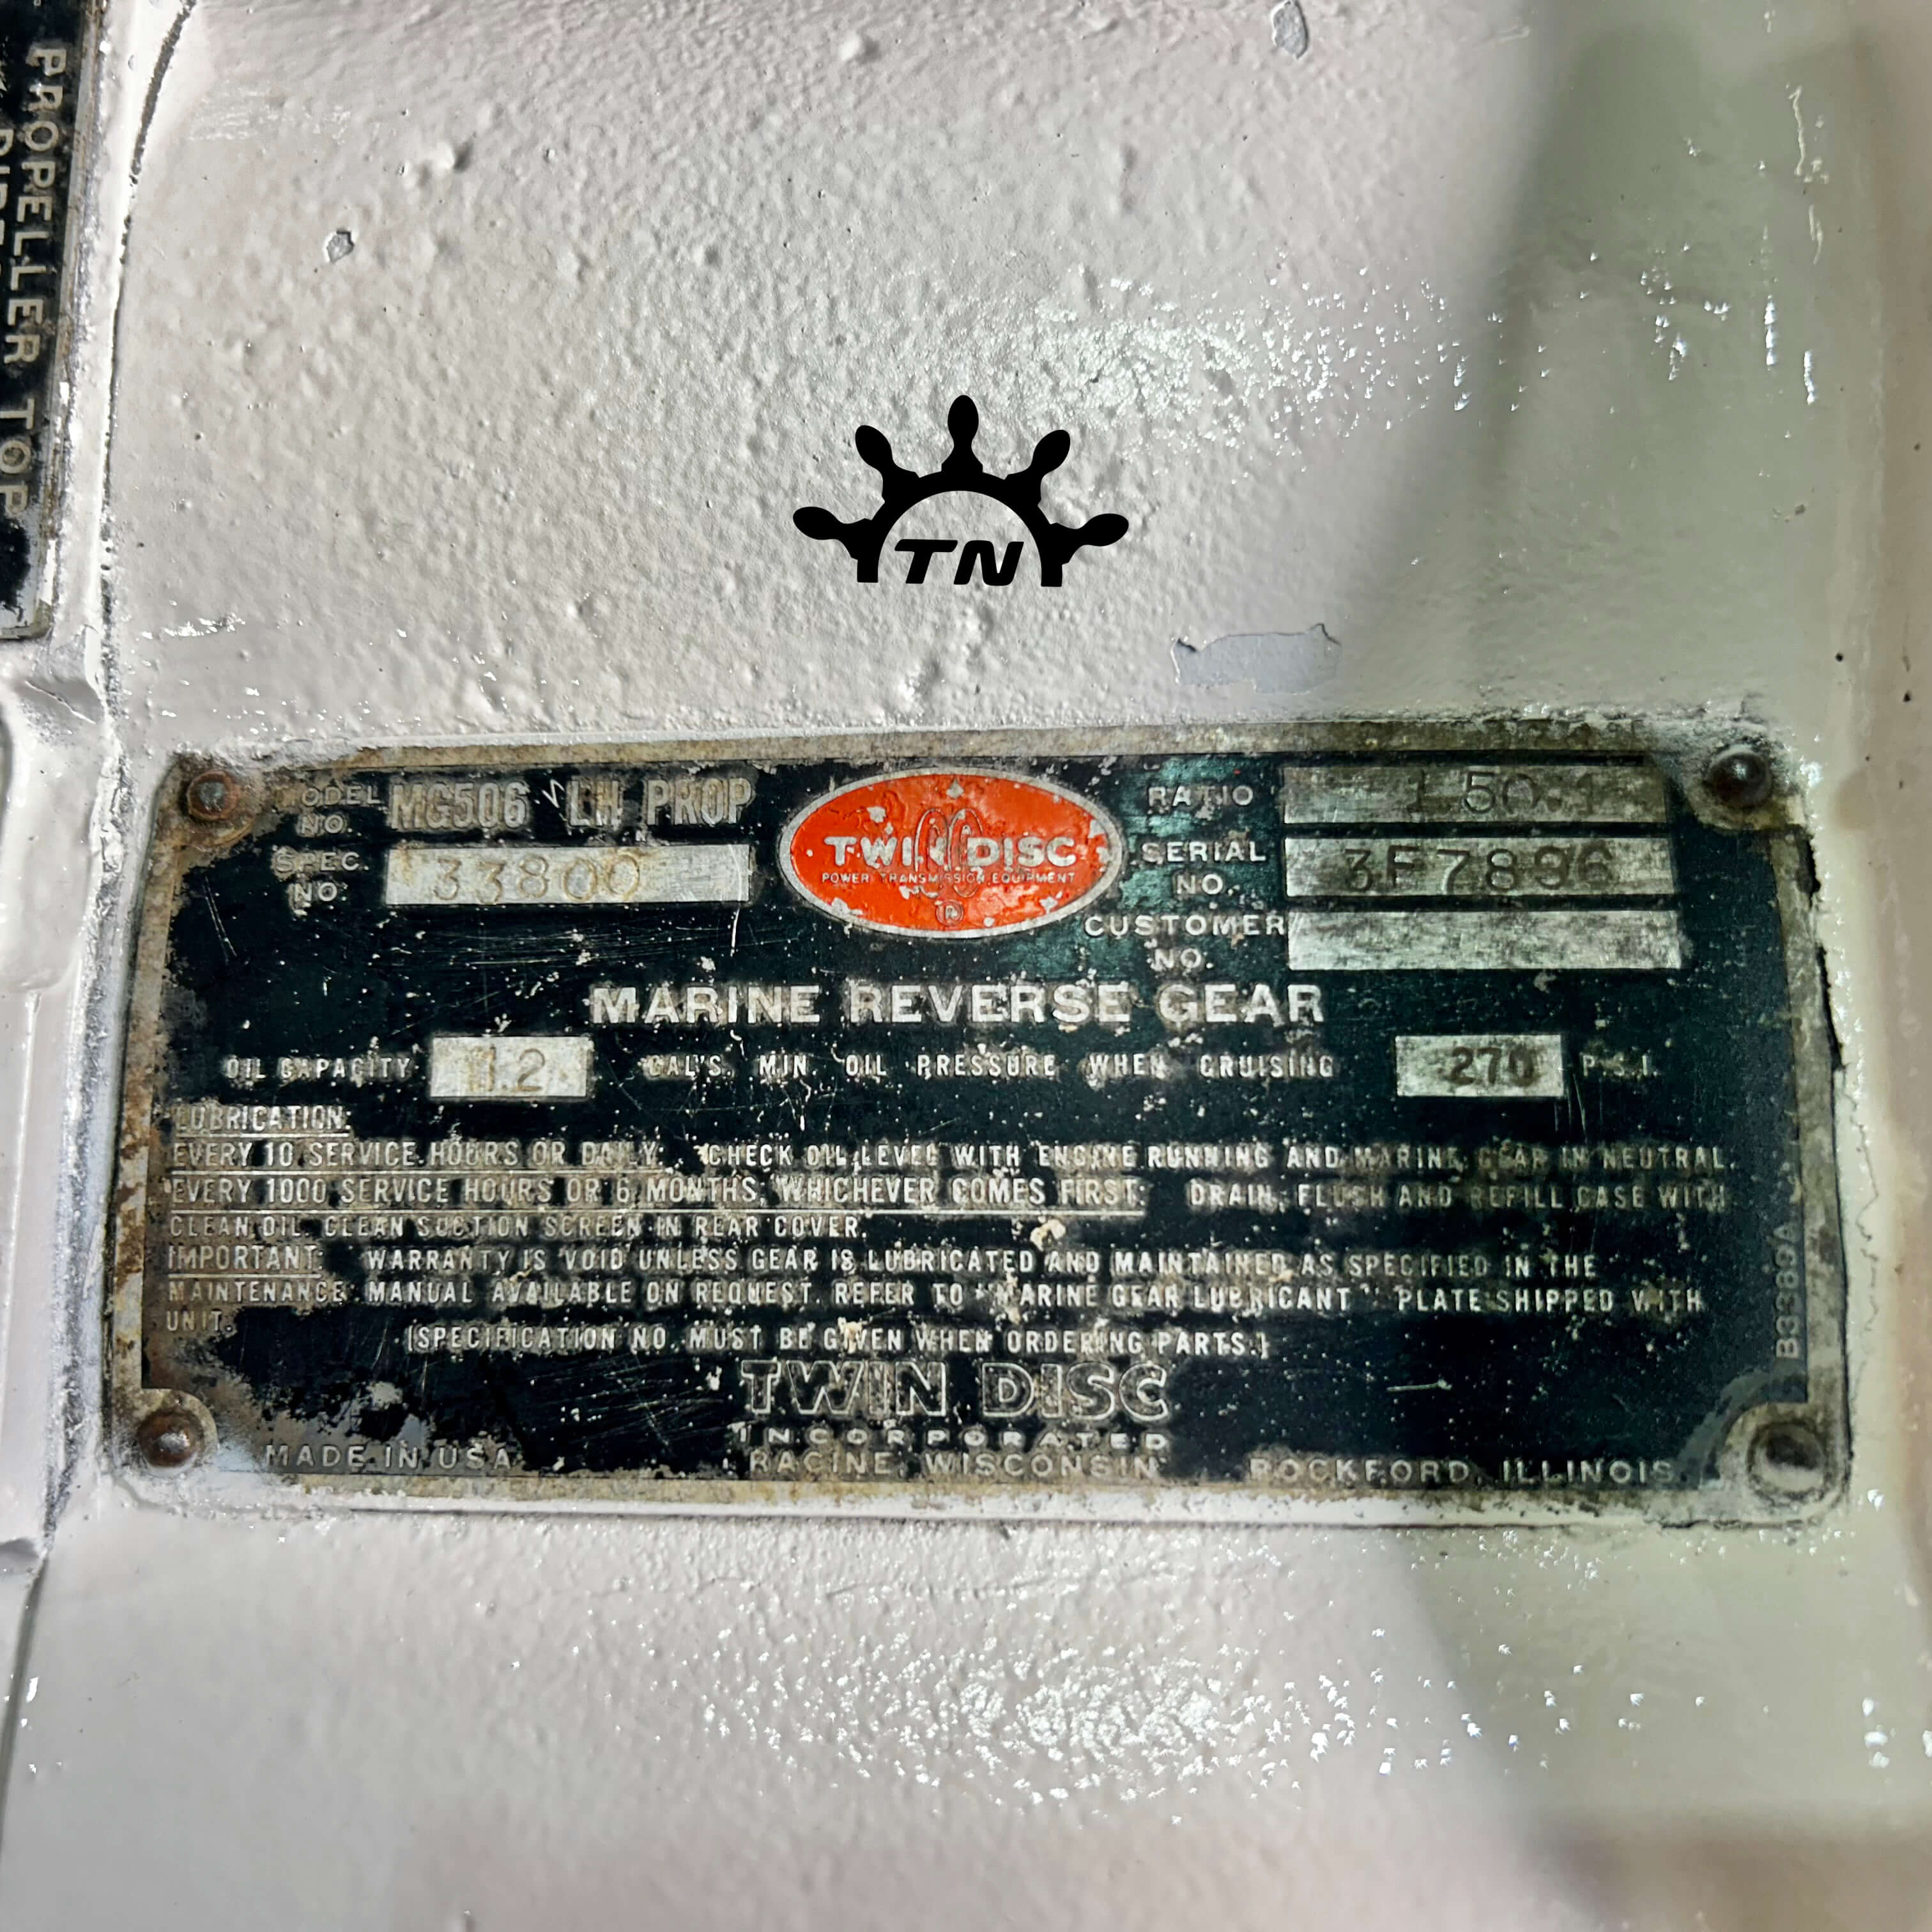 PROPELLER TOP
TN
MODEL NO. MG506 LH PROP
SPEC. NO. 33800
TWIN DISC
POWER TRANSMISSION EQUIPMENT
RATIO 1.50:1
SERIAL NO.
CUSTOMER NO.
MARINE REVERSE GEAR
OIL CAPACITY GAL'S. MIN. OIL PRESSURE WHEN CRUISING 270 P.S.I.
LUBRICATION:
EVERY 10 SERVICE HOURS OR DAILY: CHECK OIL LEVEL WITH ENGINE RUNNING AND MARINE GEAR IN NEUTRAL.
EVERY 1000 SERVICE HOURS OR 6 MONTHS, WHICHEVER COMES FIRST: DRAIN, FLUSH AND REFILL CASE WITH
CLEAN OIL. CLEAN SUCTION SCREEN IN REAR COVER.
IMPORTANT: WARRANTY IS VOID UNLESS GEAR IS LUBRICATED AND MAINTAINED AS SPECIFIED IN THE
MAINTENANCE MANUAL AVAILABLE ON REQUEST. REFER TO "MARINE GEAR LUBRICANT" PLATE SHIPPED WITH
UNIT.
(SPECIFICATION NO. MUST BE GIVEN WHEN ORDERING PARTS.)
TWIN DISC
INCORPORATED
MADE IN USA RACINE, WISCONSIN ROCKFORD, ILLINOIS
B3380A